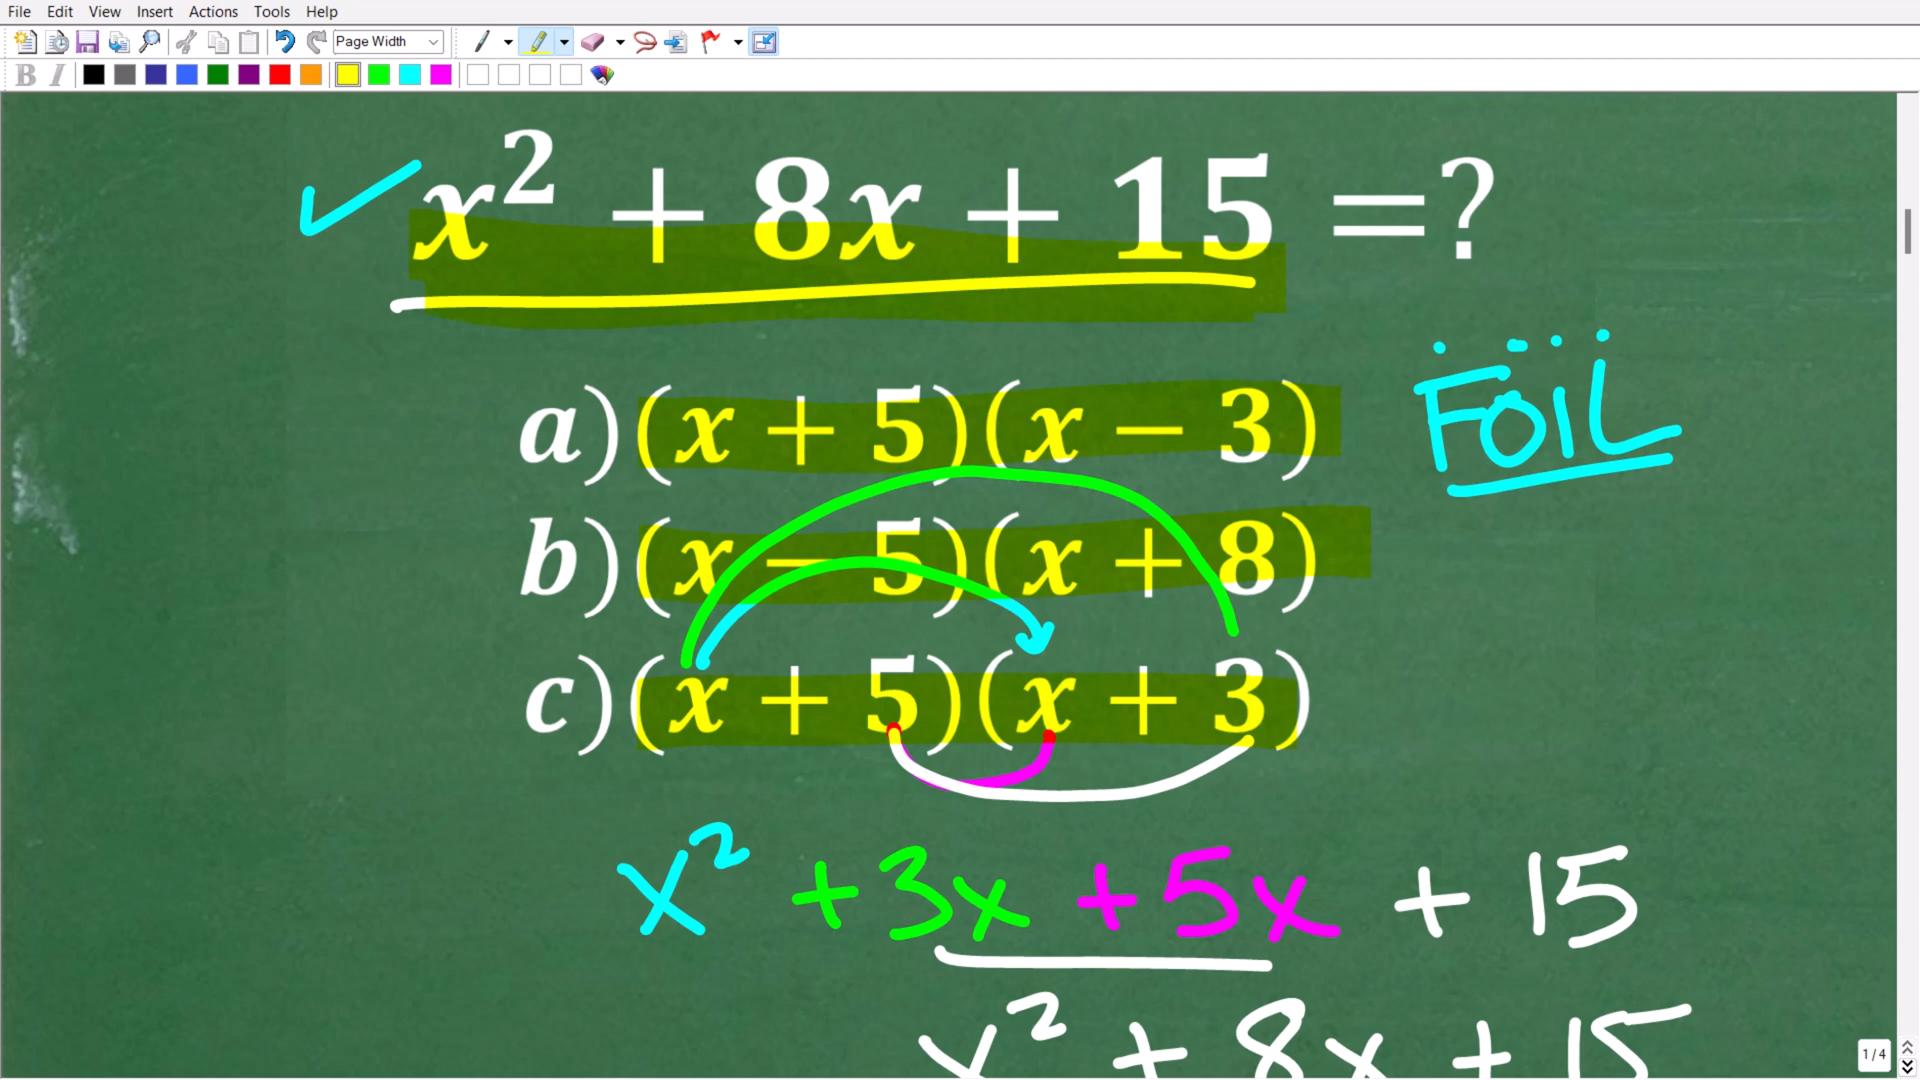 File Edit View Insert Actions Tools Help
Page Width
B I
x² + 8x + 15 =?
a) (x + 5)(x − 3)
FOIL
b) (x − 5)(x + 8)
c) (x + 5)(x + 3)
x² + 3x + 5x + 15
x² + 8x + 15
1 / 4